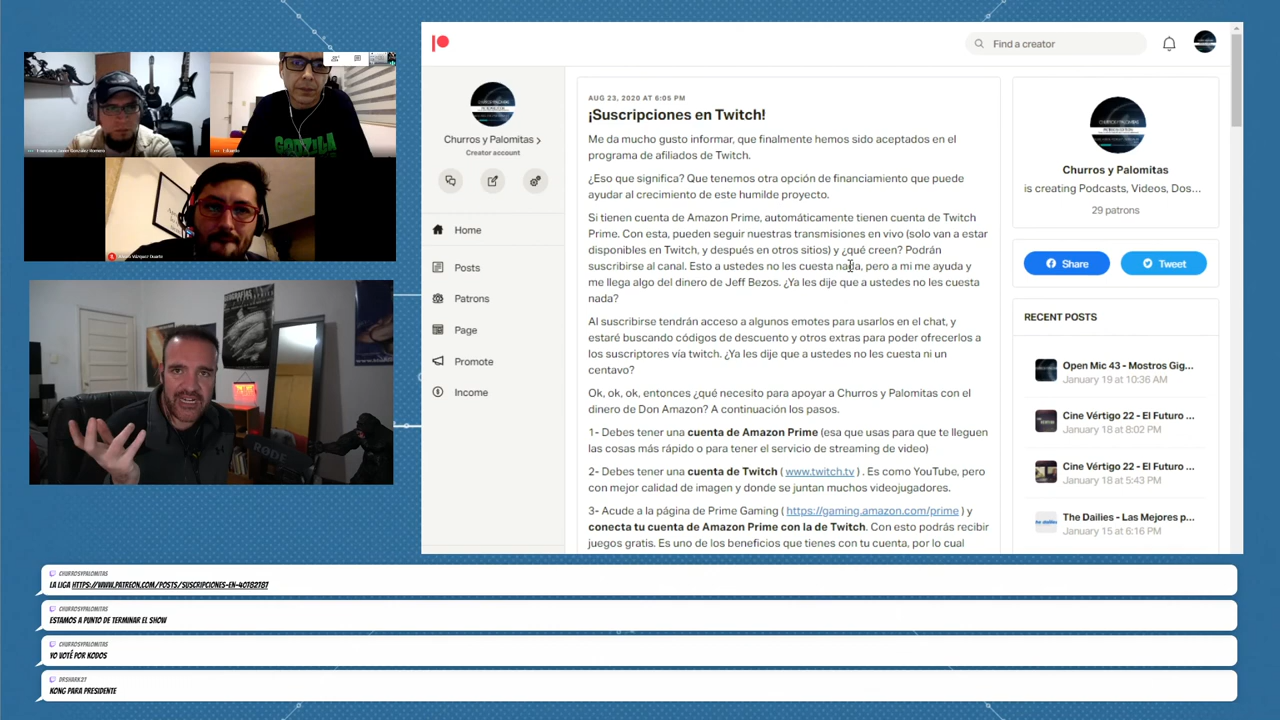 Francisco Javier González Romero
Eduardo
GODZILLA
Vázquez Duarte
RØDE
Find a creator
Churros y Palomitas
Creator account
Home
Posts
Patrons
Page
Promote
Income
AUG 23, 2020 AT 6:05 PM
¡Suscripciones en Twitch!
Me da mucho gusto informar, que finalmente hemos sido aceptados en el
programa de afiliados de Twitch.
¿Eso que significa? Que tenemos otra opción de financiamiento que puede
ayudar al crecimiento de este humilde proyecto.
Si tienen cuenta de Amazon Prime, automáticamente tienen cuenta de Twitch
Prime. Con esta, pueden seguir nuestras transmisiones en vivo (solo van a estar
disponibles en Twitch, y después en otros sitios) y ¿qué creen? Podrán
suscribirse al canal. Esto a ustedes no les cuesta nada, pero a mi me ayuda y
me llega algo del dinero de Jeff Bezos. ¿Ya les dije que a ustedes no les cuesta
nada?
Al suscribirse tendrán acceso a algunos emotes para usarlos en el chat, y
estaré buscando códigos de descuento y otros extras para poder ofrecerlos a
los suscriptores vía twitch. ¿Ya les dije que a ustedes no les cuesta ni un
centavo?
Ok, ok, ok, entonces ¿qué necesito para apoyar a Churros y Palomitas con el
dinero de Don Amazon? A continuación los pasos.
1- Debes tener una cuenta de Amazon Prime (esa que usas para que te lleguen
las cosas más rápido o para tener el servicio de streaming de video)
2- Debes tener una cuenta de Twitch ( www.twitch.tv ) . Es como YouTube, pero
con mejor calidad de imagen y donde se juntan muchos videojugadores.
3- Acude a la página de Prime Gaming ( https://gaming.amazon.com/prime ) y
conecta tu cuenta de Amazon Prime con la de Twitch. Con esto podrás recibir
juegos gratis. Es uno de los beneficios que tienes con tu cuenta, por lo cual
Churros y Palomitas
is creating Podcasts, Videos, Dos...
29 patrons
Share
Tweet
RECENT POSTS
Open Mic 43 - Mostros Gig...
January 19 at 10:36 AM
Cine Vértigo 22 - El Futuro ...
January 18 at 8:02 PM
Cine Vértigo 22 - El Futuro ...
January 18 at 5:43 PM
The Dailies - Las Mejores p...
January 15 at 6:16 PM
CHURROSYPALOMITAS
LA LIGA HTTPS://WWW.PATREON.COM/POSTS/SUSCRIPCIONES-EN-40782787
CHURROSYPALOMITAS
ESTAMOS A PUNTO DE TERMINAR EL SHOW
CHURROSYPALOMITAS
YO VOTÉ POR KODOS
DRSHARK27
KONG PARA PRESIDENTE